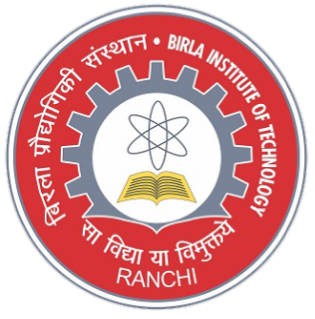 बिरला प्रौद्योगिकी संस्थान • BIRLA INSTITUTE OF TECHNOLOGY
सा विद्या या विमुक्तये
RANCHI